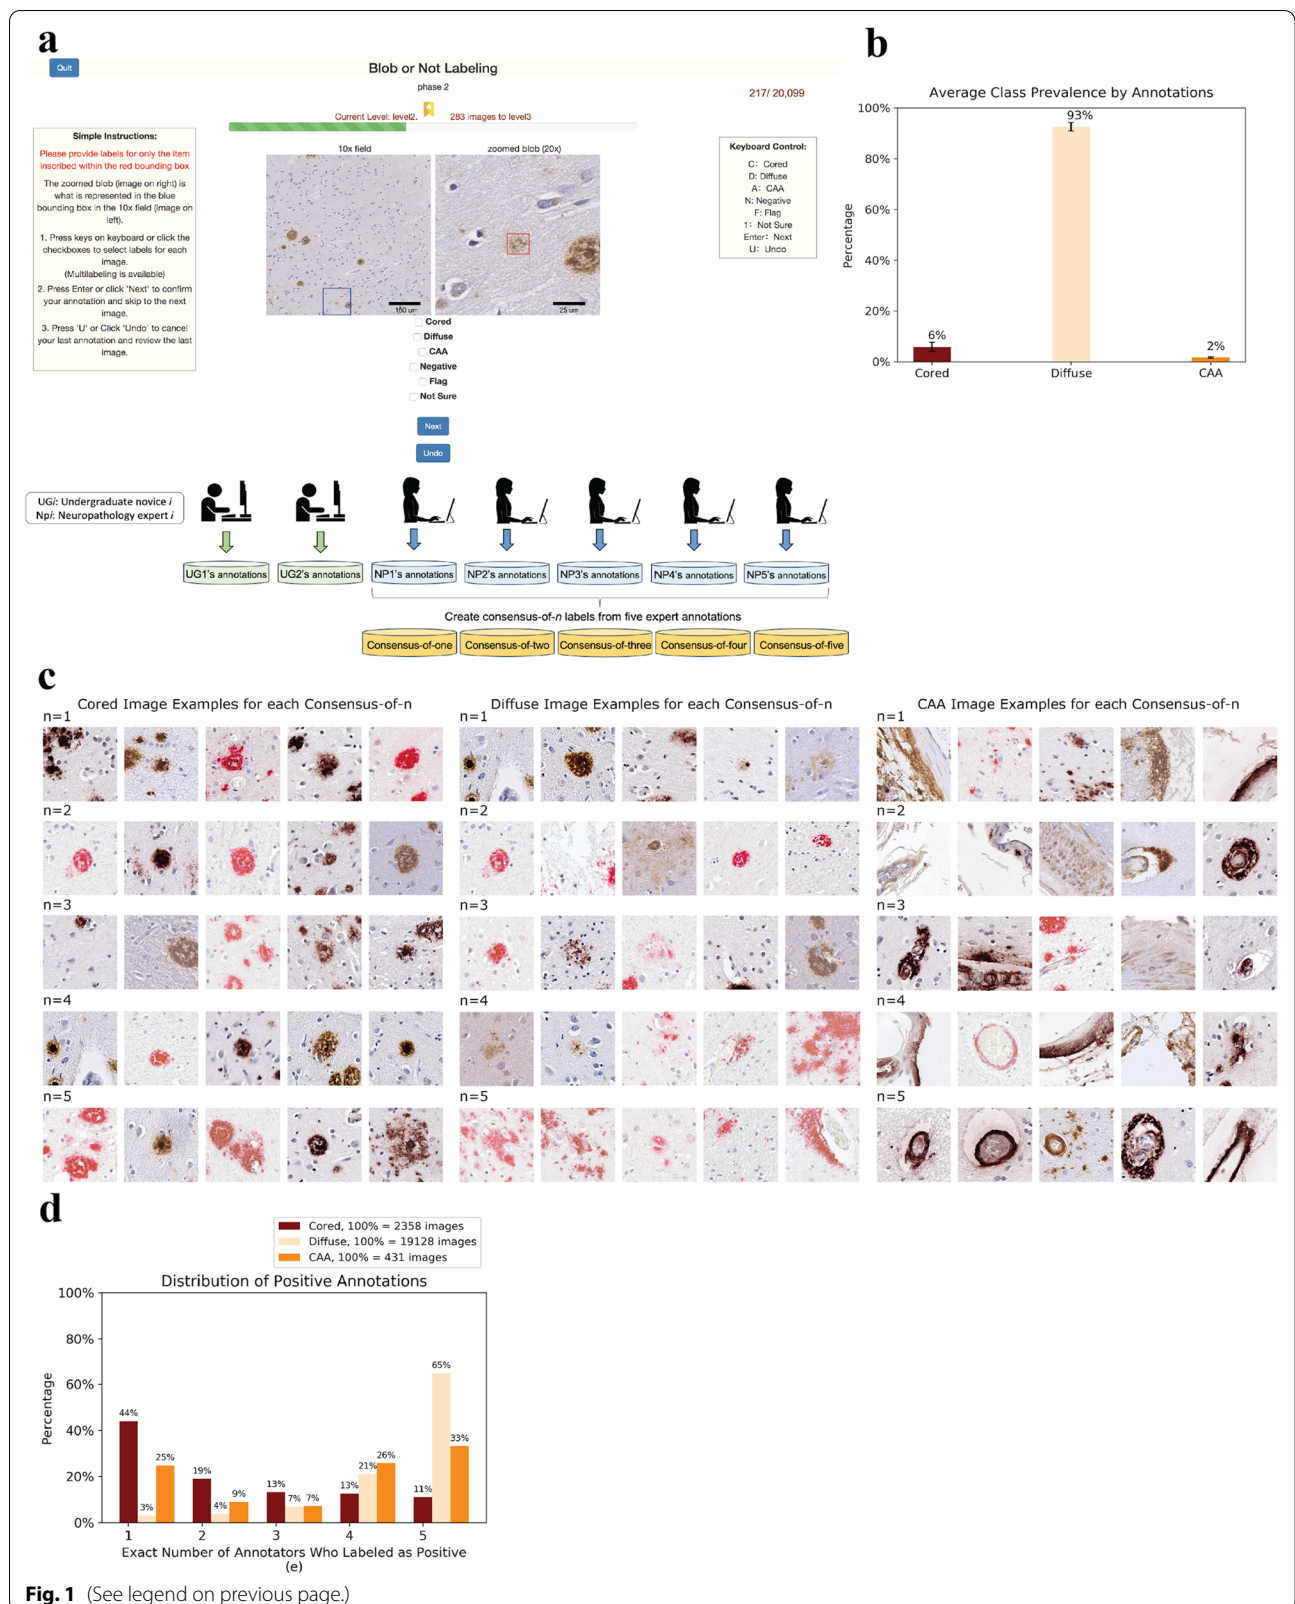 a
Quit
Blob or Not Labeling
phase 2
217/ 20,099
Current Level: level2.
283 images to level3
Simple Instructions:
Please provide labels for only the item
inscribed within the red bounding box
The zoomed blob (image on right) is
what is represented in the blue
bounding box in the 10x field (image on
left).
1. Press keys on keyboard or click the
checkboxes to select labels for each
image.
(Multilabeling is available)
2. Press Enter or click 'Next' to confirm
your annotation and skip to the next
image.
3. Press 'U' or Click 'Undo' to cancel
your last annotation and review the last
image.
10x field
zoomed blob (20x)
150 um
25 um
Keyboard Control:
C: Cored
D: Diffuse
A: CAA
N: Negative
F: Flag
1: Not Sure
Enter: Next
U: Undo
Cored
Diffuse
CAA
Negative
Flag
Not Sure
Next
Undo
UGi: Undergraduate novice i
Npi: Neuropathology expert i
UG1's annotations
UG2's annotations
NP1's annotations
NP2's annotations
NP3's annotations
NP4's annotations
NP5's annotations
Create consensus-of-n labels from five expert annotations
Consensus-of-one
Consensus-of-two
Consensus-of-three
Consensus-of-four
Consensus-of-five
b
Average Class Prevalence by Annotations
Percentage
100%
80%
60%
40%
20%
0%
6%
93%
2%
Cored
Diffuse
CAA
c
Cored Image Examples for each Consensus-of-n
n=1
n=2
n=3
n=4
n=5
Diffuse Image Examples for each Consensus-of-n
n=1
n=2
n=3
n=4
n=5
CAA Image Examples for each Consensus-of-n
n=1
n=2
n=3
n=4
n=5
d
Cored, 100% = 2358 images
Diffuse, 100% = 19128 images
CAA, 100% = 431 images
Distribution of Positive Annotations
Percentage
100%
80%
60%
40%
20%
0%
44%
3%
25%
19%
4%
9%
13%
7%
7%
13%
21%
26%
11%
65%
33%
1
2
3
4
5
Exact Number of Annotators Who Labeled as Positive
(e)
Fig. 1 (See legend on previous page.)